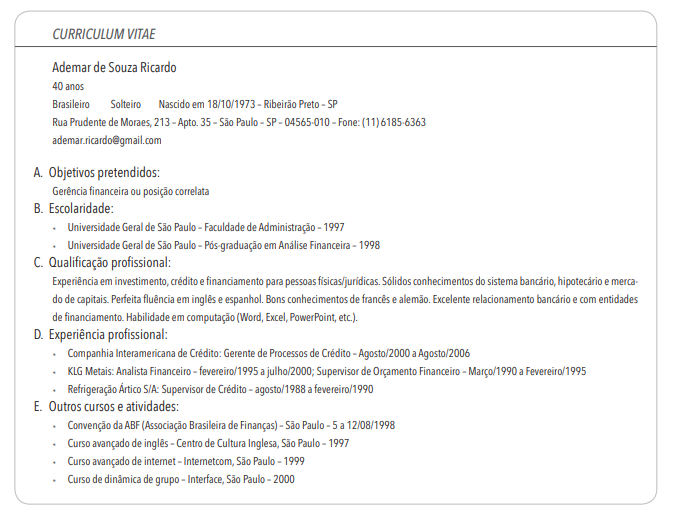 CURRICULUM VITAE
Ademar de Souza Ricardo
40 anos
Brasileiro Solteiro Nascido em 18/10/1973 – Ribeirão Preto – SP
Rua Prudente de Moraes, 213 – Apto. 35 – São Paulo – SP – 04565-010 – Fone: (11) 6185-6363
ademar.ricardo@gmail.com
A. Objetivos pretendidos:
Gerência financeira ou posição correlata
B. Escolaridade:
• Universidade Geral de São Paulo – Faculdade de Administração – 1997
• Universidade Geral de São Paulo – Pós-graduação em Análise Financeira – 1998
C. Qualificação profissional:
Experiência em investimento, crédito e financiamento para pessoas físicas/jurídicas. Sólidos conhecimentos do sistema bancário, hipotecário e merca-
do de capitais. Perfeita fluência em inglês e espanhol. Bons conhecimentos de francês e alemão. Excelente relacionamento bancário e com entidades
de financiamento. Habilidade em computação (Word, Excel, PowerPoint, etc.).
D. Experiência profissional:
• Companhia Interamericana de Crédito: Gerente de Processos de Crédito – Agosto/2000 a Agosto/2006
• KLG Metais: Analista Financeiro – fevereiro/1995 a julho/2000; Supervisor de Orçamento Financeiro – Março/1990 a Fevereiro/1995
• Refrigeração Ártico S/A: Supervisor de Crédito – agosto/1988 a fevereiro/1990
E. Outros cursos e atividades:
• Convenção da ABF (Associação Brasileira de Finanças) – São Paulo – 5 a 12/08/1998
• Curso avançado de inglês – Centro de Cultura Inglesa, São Paulo – 1997
• Curso avançado de internet – Internetcom, São Paulo – 1999
• Curso de dinâmica de grupo – Interface, São Paulo – 2000